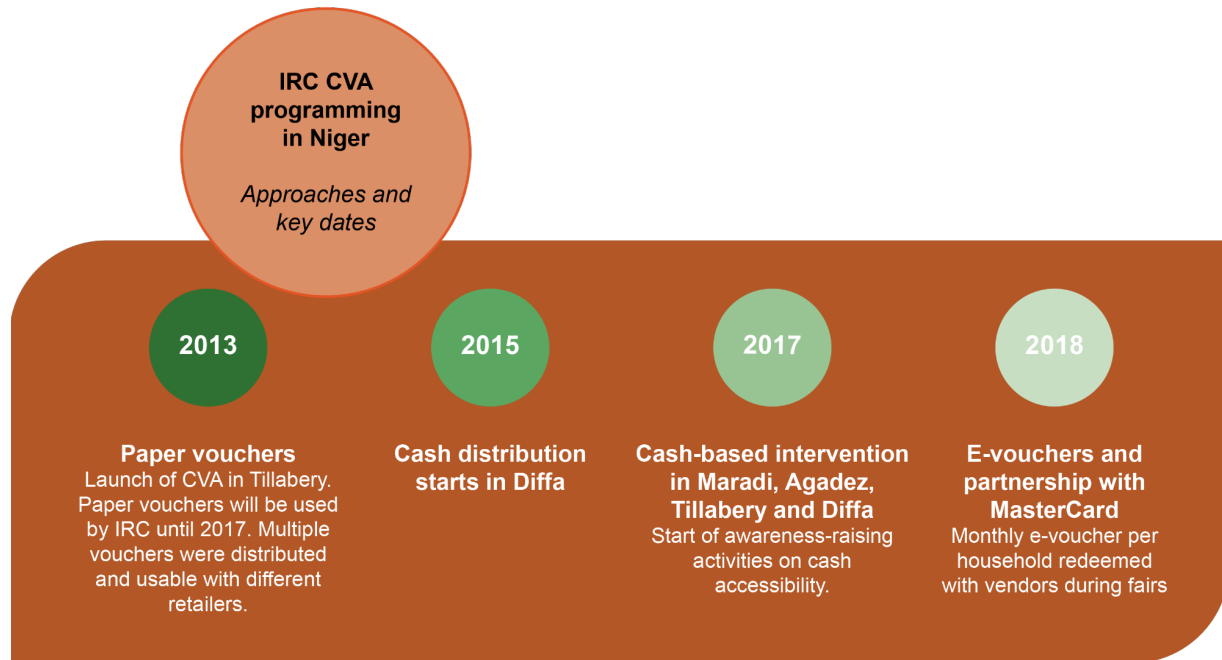 IRC CVA
programming
in Niger
Approaches and
key dates
2013
Paper vouchers
Launch of CVA in Tillabery.
Paper vouchers will be used
by IRC until 2017. Multiple
vouchers were distributed
and usable with different
retailers.
2015
Cash distribution
starts in Diffa
2017
Cash-based intervention
in Maradi, Agadez,
Tillabery and Diffa
Start of awareness-raising
activities on cash
accessibility.
2018
E-vouchers and
partnership with
MasterCard
Monthly e-voucher per
household redeemed
with vendors during fairs